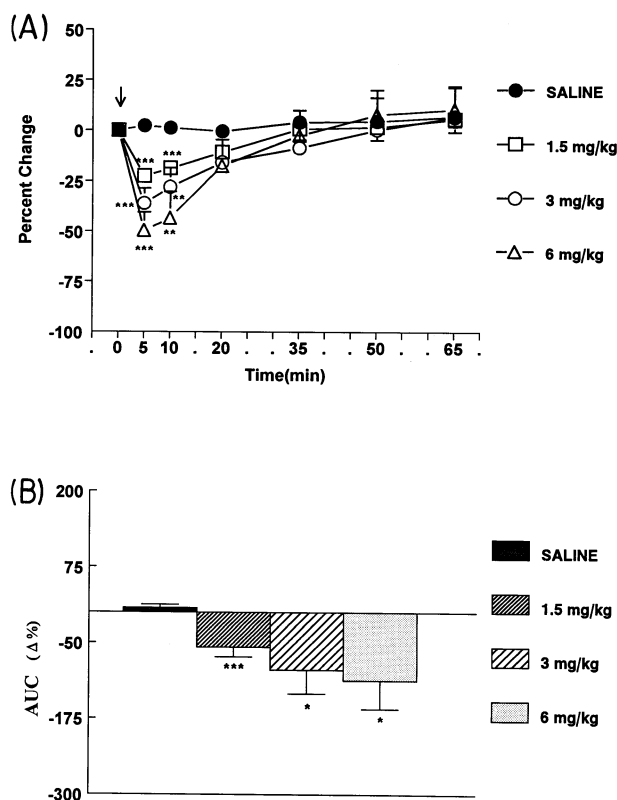 (A)
50
25
0
-25
-50
-75
-100
Percent Change
***
***
***
**
***
**
. 0 5 10 . 20 . . 35 . . 50 . . 65 .
Time(min)
SALINE
1.5 mg/kg
3 mg/kg
6 mg/kg
(B)
200
75
-50
-175
-300
AUC (Δ%)
***
*
*
SALINE
1.5 mg/kg
3 mg/kg
6 mg/kg